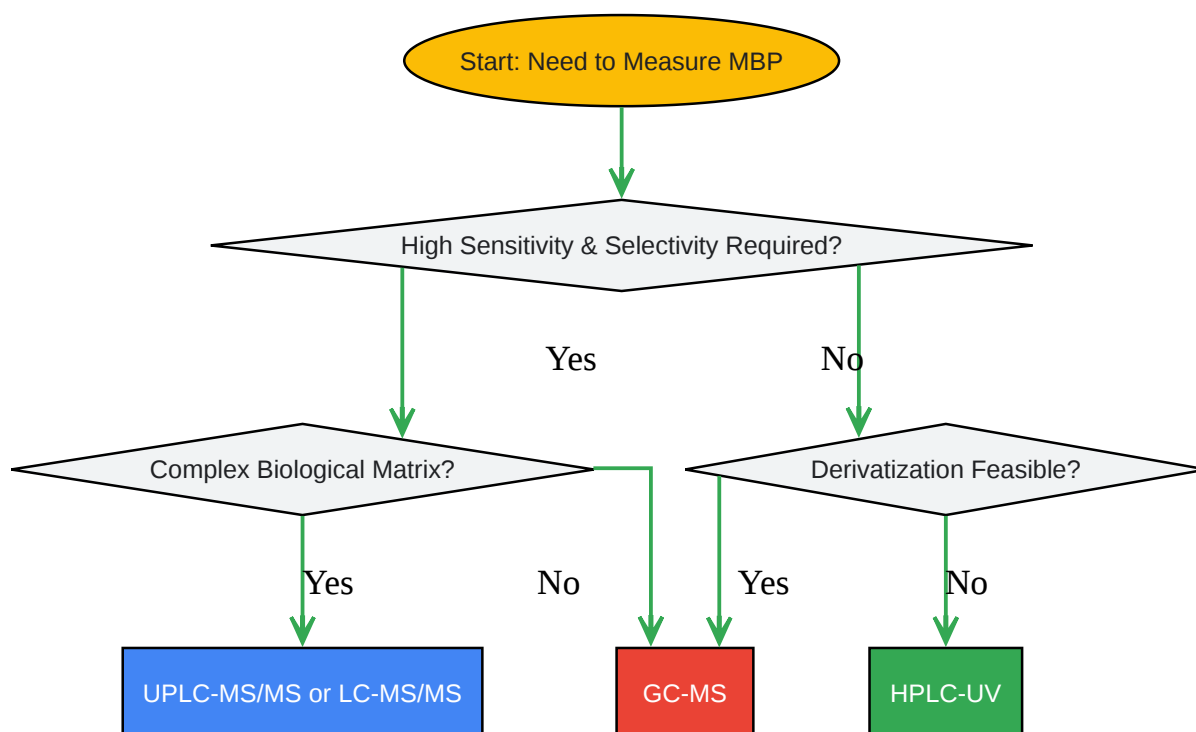 Start: Need to Measure MBP
High Sensitivity & Selectivity Required?
Yes
No
Complex Biological Matrix?
Derivatization Feasible?
Yes
No
Yes
No
UPLC-MS/MS or LC-MS/MS
GC-MS
HPLC-UV